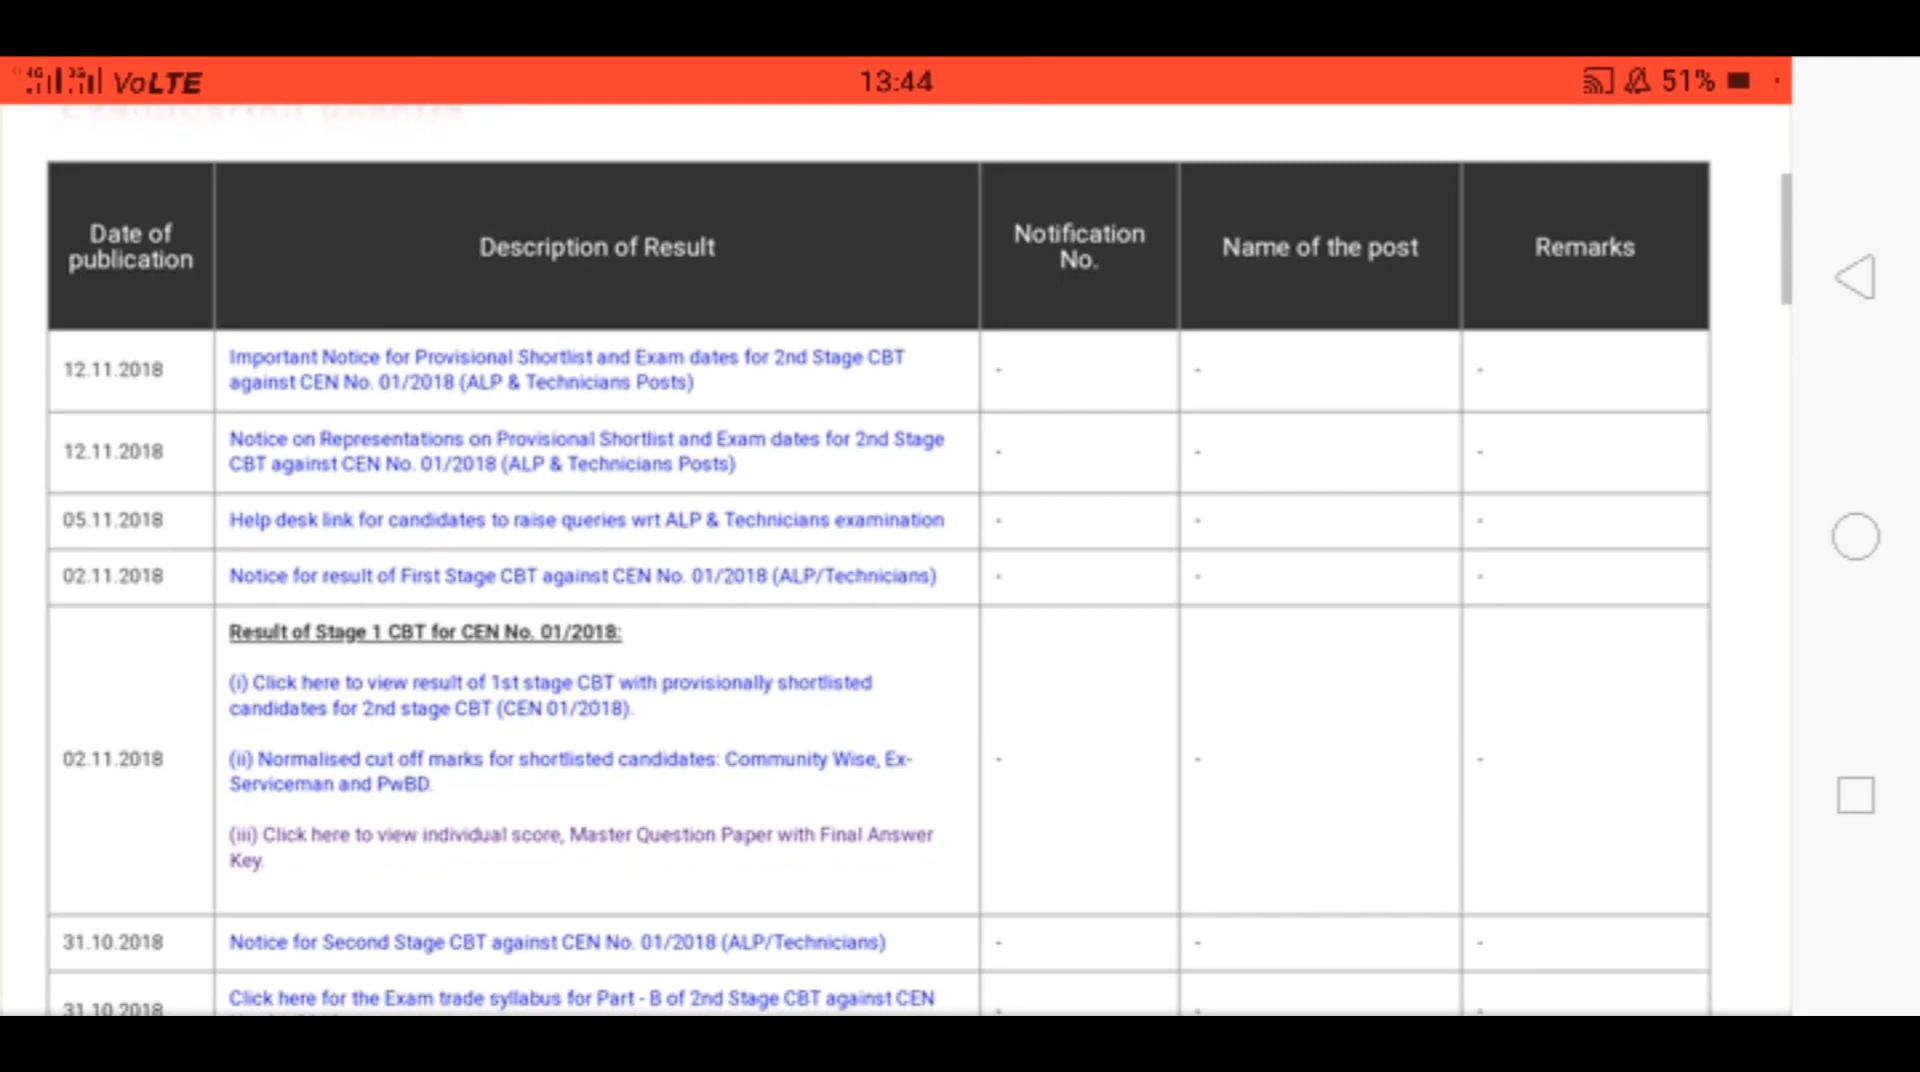 4G 3G VoLTE 13:44 51%
Date of
publication
Description of Result
Notification
No.
Name of the post
Remarks
12.11.2018
Important Notice for Provisional Shortlist and Exam dates for 2nd Stage CBT
against CEN No. 01/2018 (ALP & Technicians Posts)
- - -
12.11.2018
Notice on Representations on Provisional Shortlist and Exam dates for 2nd Stage
CBT against CEN No. 01/2018 (ALP & Technicians Posts)
- - -
05.11.2018
Help desk link for candidates to raise queries wrt ALP & Technicians examination
- - -
02.11.2018
Notice for result of First Stage CBT against CEN No. 01/2018 (ALP/Technicians)
- - -
02.11.2018
Result of Stage 1 CBT for CEN No. 01/2018:
(i) Click here to view result of 1st stage CBT with provisionally shortlisted
candidates for 2nd stage CBT (CEN 01/2018).
(ii) Normalised cut off marks for shortlisted candidates: Community Wise, Ex-
Serviceman and PwBD.
(iii) Click here to view individual score, Master Question Paper with Final Answer
Key.
- - -
31.10.2018
Notice for Second Stage CBT against CEN No. 01/2018 (ALP/Technicians)
- - -
31.10.2018
Click here for the Exam trade syllabus for Part - B of 2nd Stage CBT against CEN
- - -